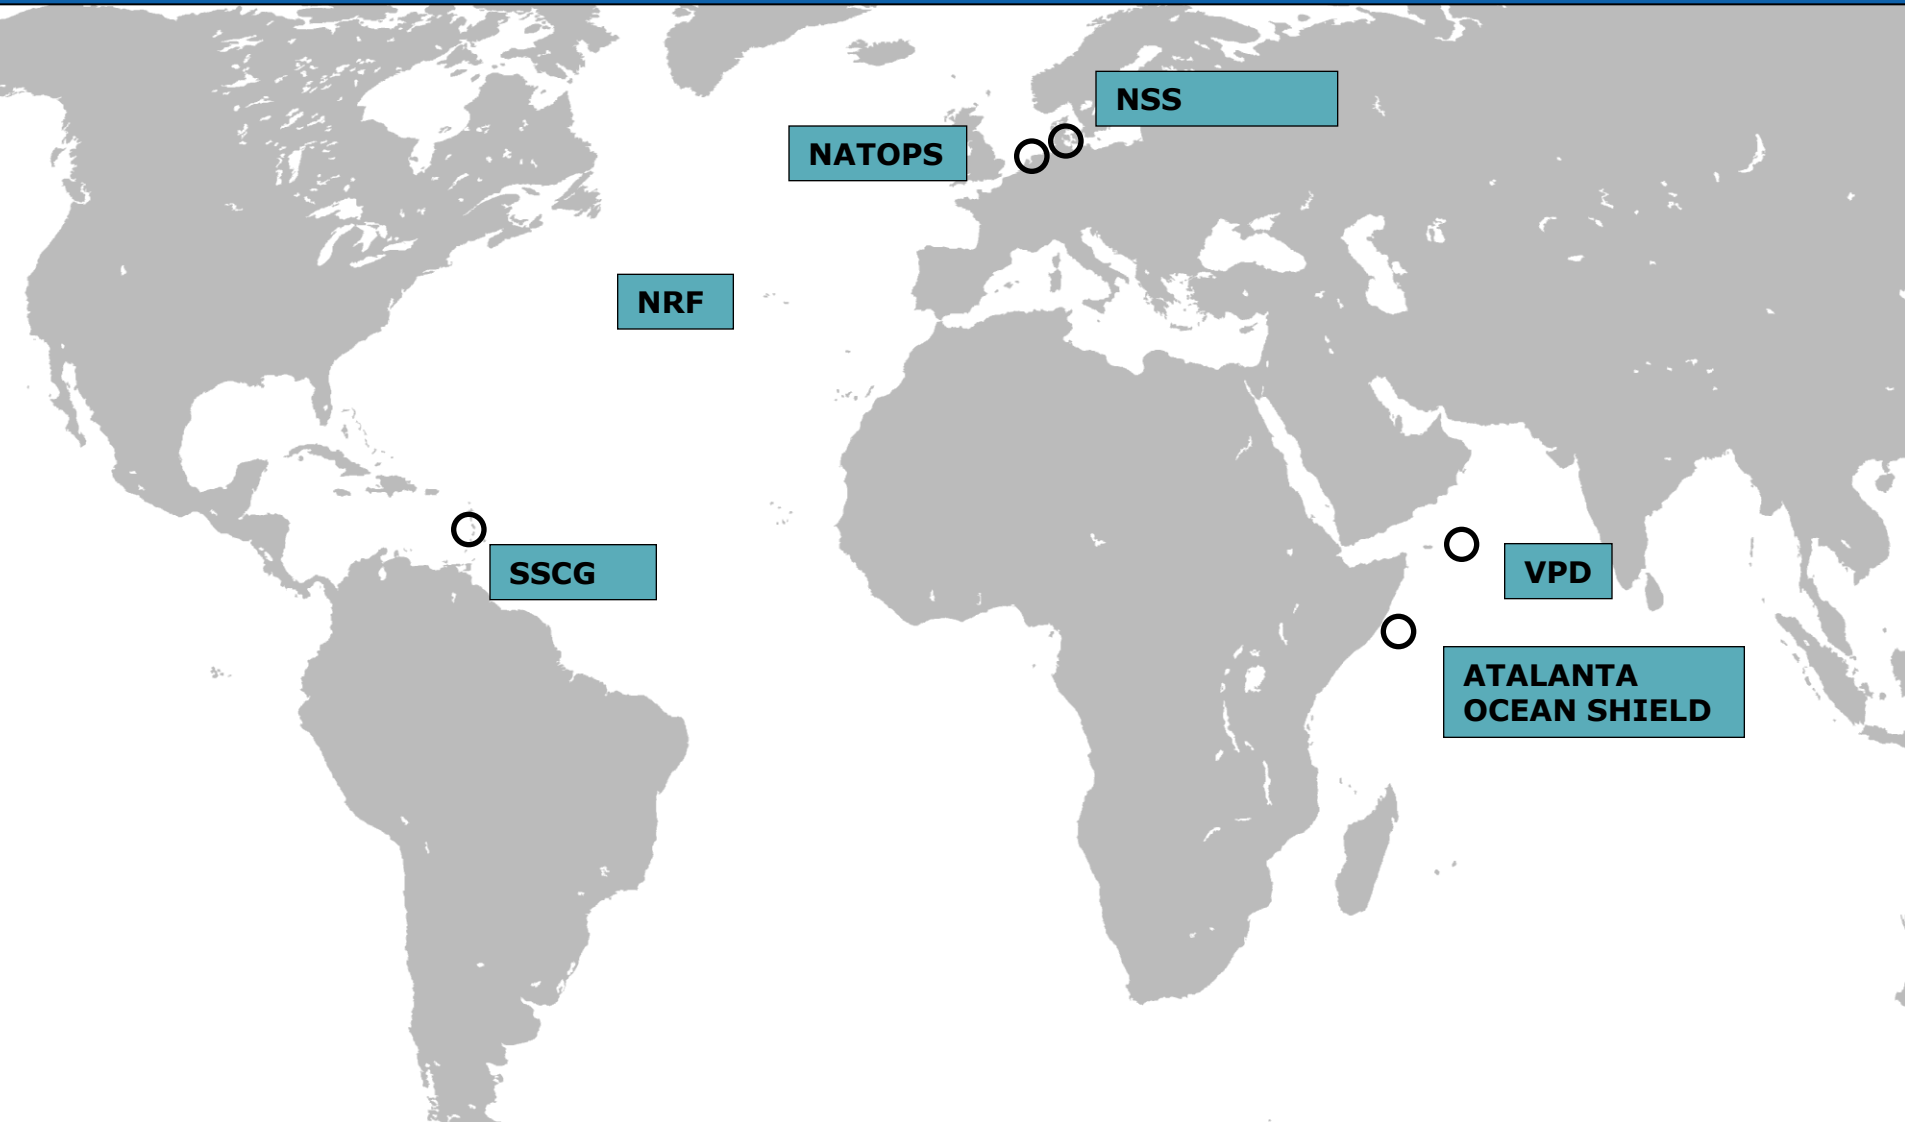 NSS
NATOPS
NRF
SSCG
VPD
ATALANTA
OCEAN SHIELD